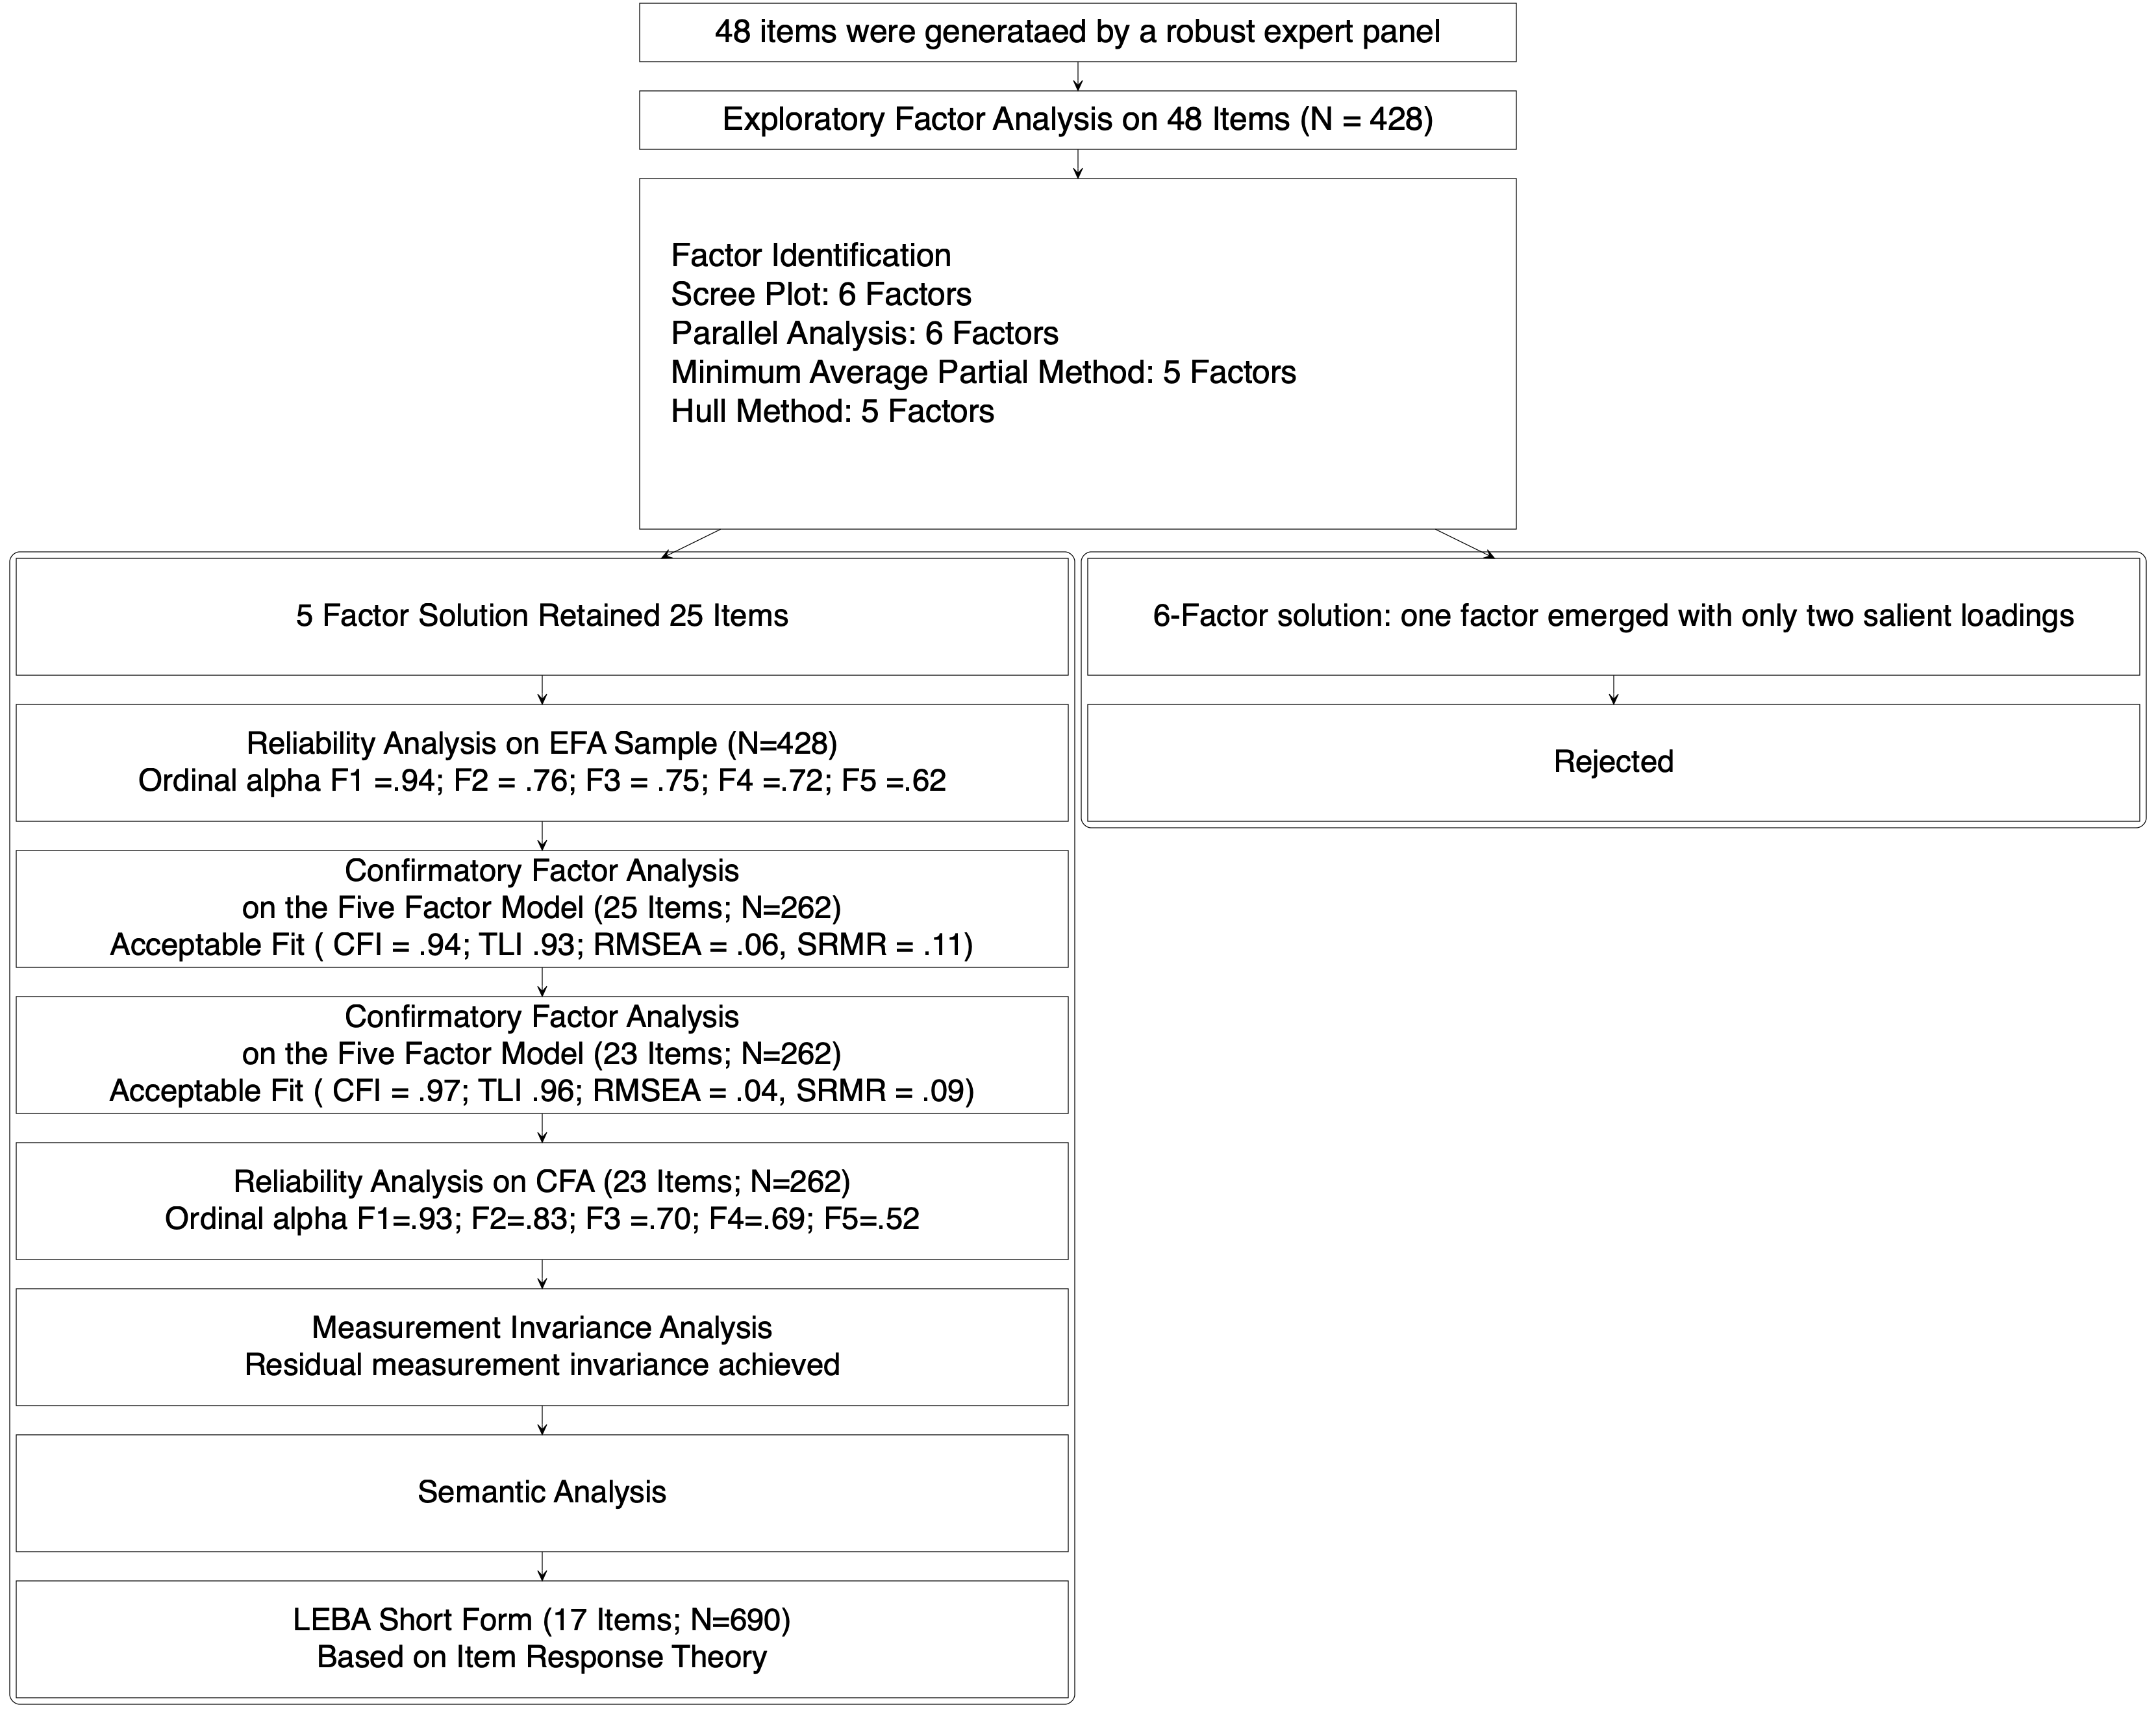 48 items were generataed by a robust expert panel
Exploratory Factor Analysis on 48 Items (N = 428)
Factor Identification
Scree Plot: 6 Factors
Parallel Analysis: 6 Factors
Minimum Average Partial Method: 5 Factors
Hull Method: 5 Factors
5 Factor Solution Retained 25 Items
6-Factor solution: one factor emerged with only two salient loadings
Reliability Analysis on EFA Sample (N=428)
Ordinal alpha F1 =.94; F2 = .76; F3 = .75; F4 =.72; F5 =.62
Rejected
Confirmatory Factor Analysis
on the Five Factor Model (25 Items; N=262)
Acceptable Fit ( CFI = .94; TLI .93; RMSEA = .06, SRMR = .11)
Confirmatory Factor Analysis
on the Five Factor Model (23 Items; N=262)
Acceptable Fit ( CFI = .97; TLI .96; RMSEA = .04, SRMR = .09)
Reliability Analysis on CFA (23 Items; N=262)
Ordinal alpha F1=.93; F2=.83; F3 =.70; F4=.69; F5=.52
Measurement Invariance Analysis
Residual measurement invariance achieved
Semantic Analysis
LEBA Short Form (17 Items; N=690)
Based on Item Response Theory